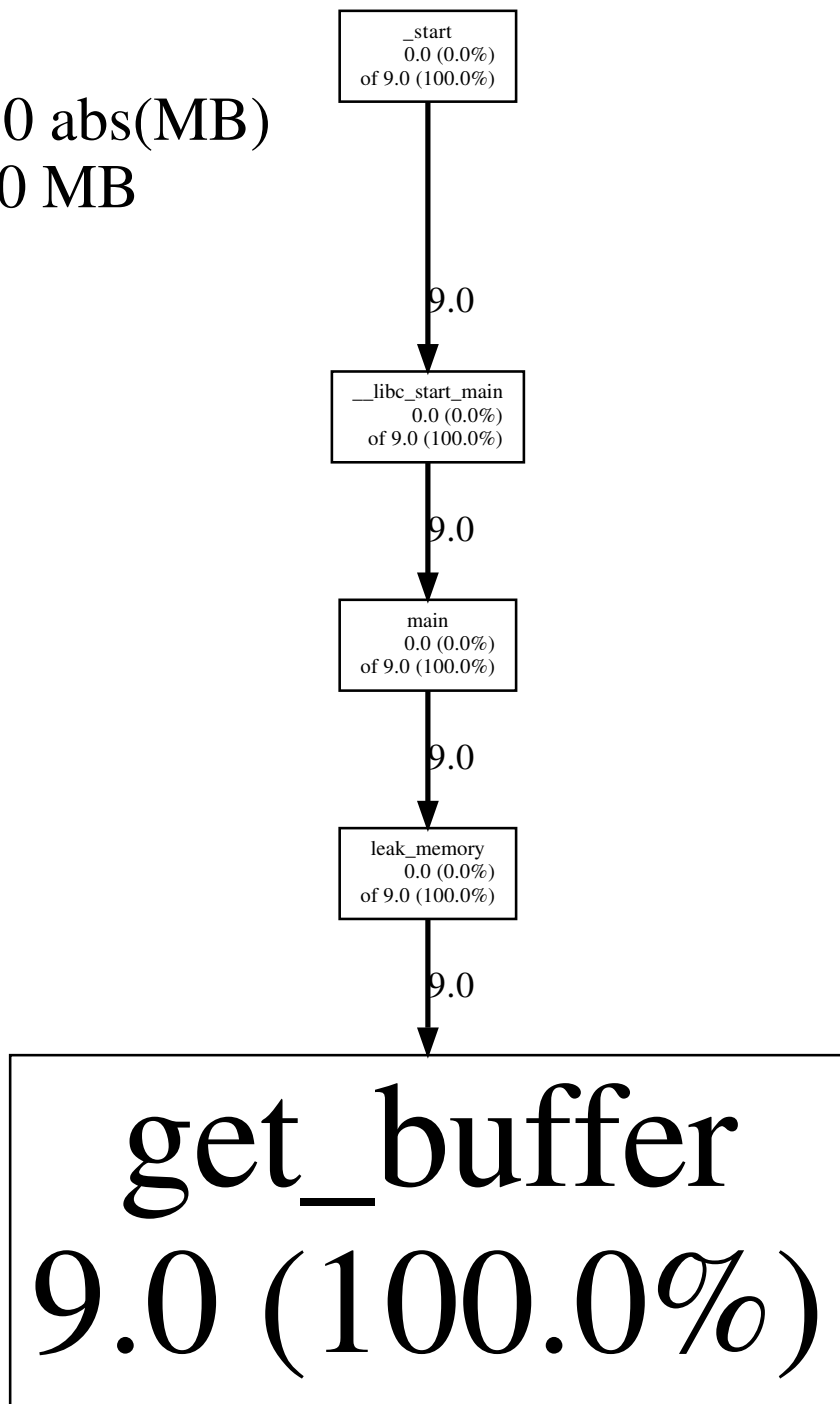 _start
0.0 (0.0%)
of 9.0 (100.0%)
0 abs(MB)
0 MB
9.0
__libc_start_main
0.0 (0.0%)
of 9.0 (100.0%)
9.0
main
0.0 (0.0%)
of 9.0 (100.0%)
9.0
leak_memory
0.0 (0.0%)
of 9.0 (100.0%)
9.0
get_buffer
9.0 (100.0%)